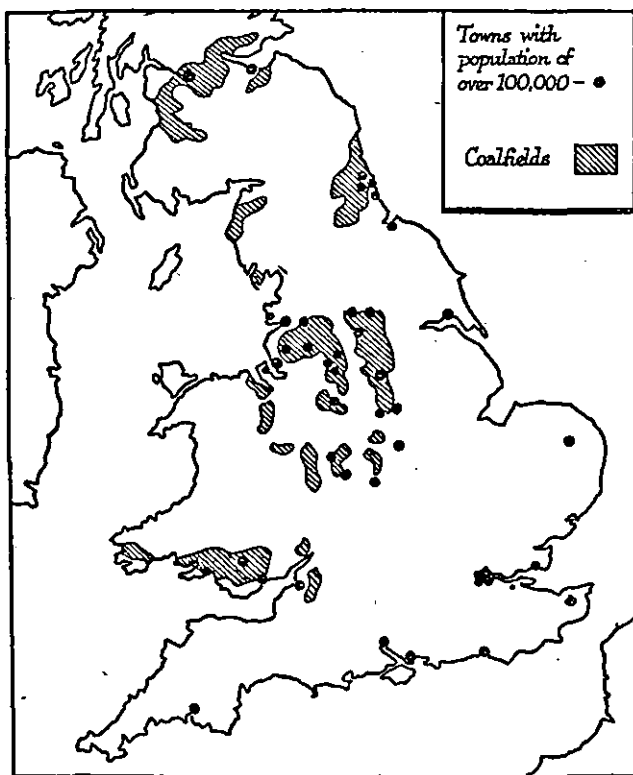 Towns with
population of
over 100,000 –
Coalfields